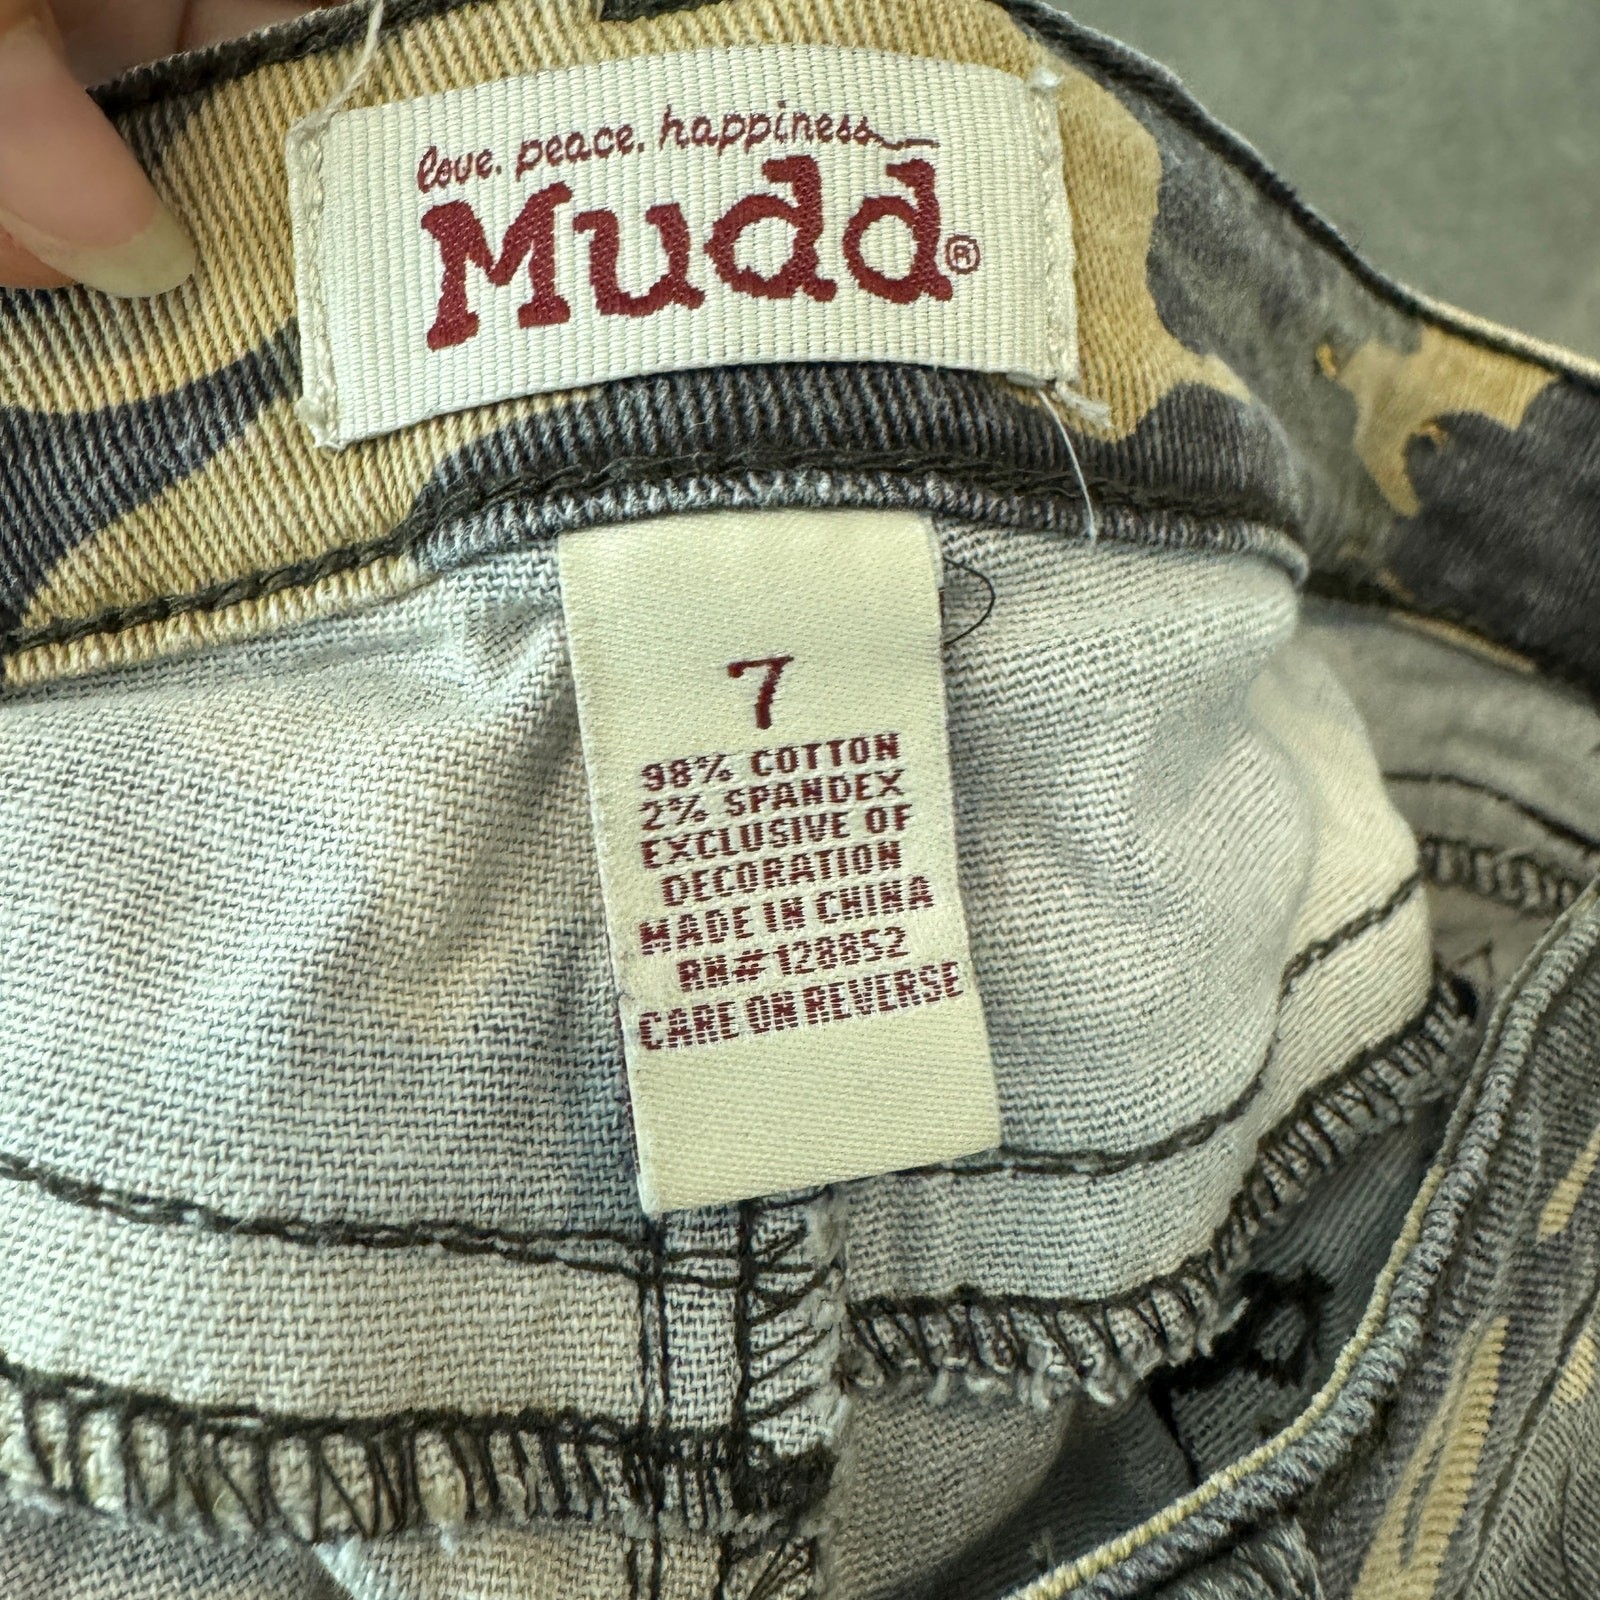 love. peace. happiness
Mudd®
7
98% COTTON
2% SPANDEX
EXCLUSIVE OF
DECORATION
MADE IN CHINA
RN# 128852
CARE ON REVERSE